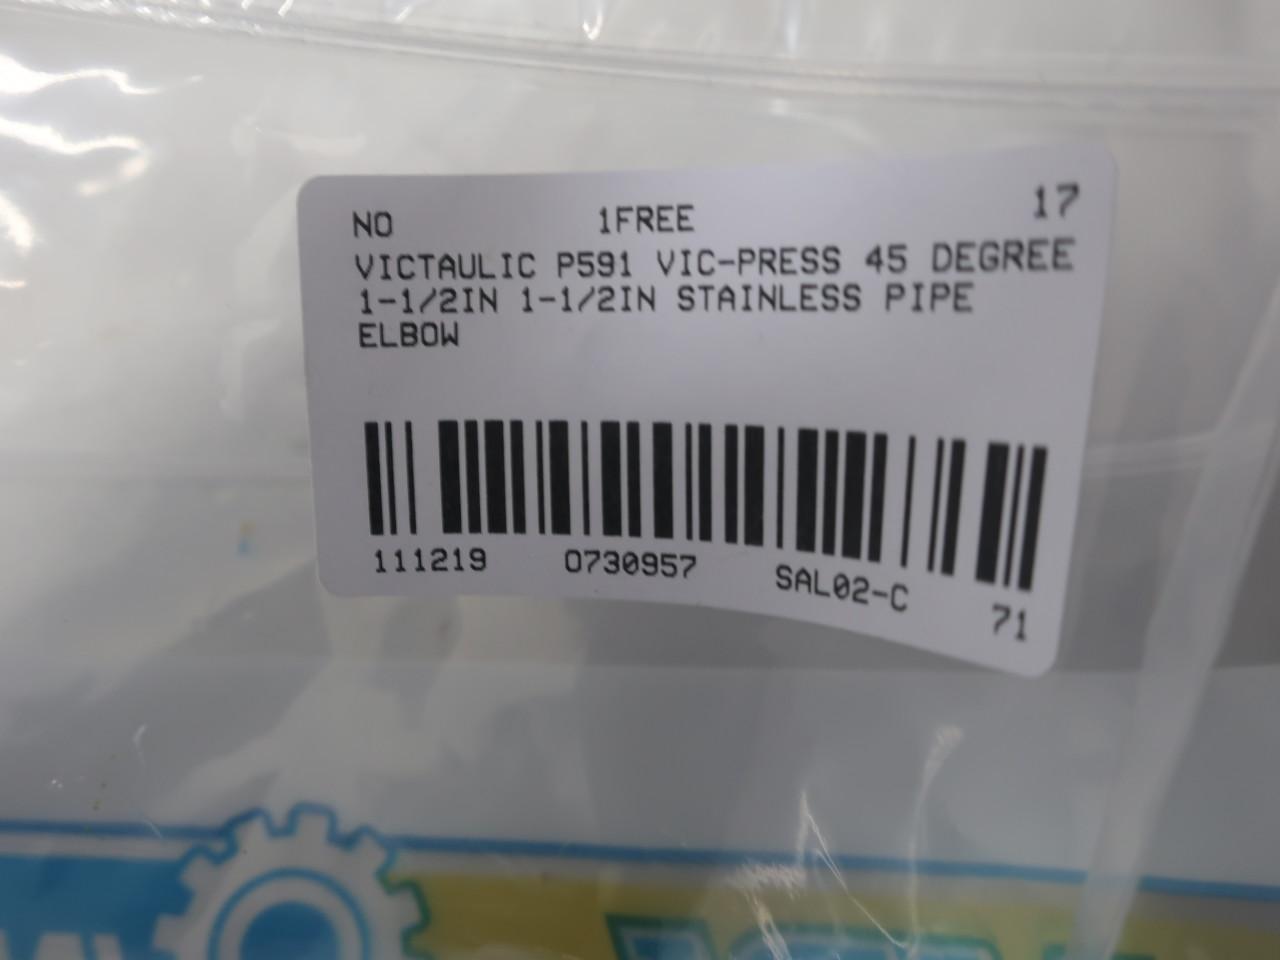 NO 1FREE 17
VICTAULIC P591 VIC-PRESS 45 DEGREE
1-1/2IN 1-1/2IN STAINLESS PIPE
ELBOW
111219 0730957 SAL02-C 71